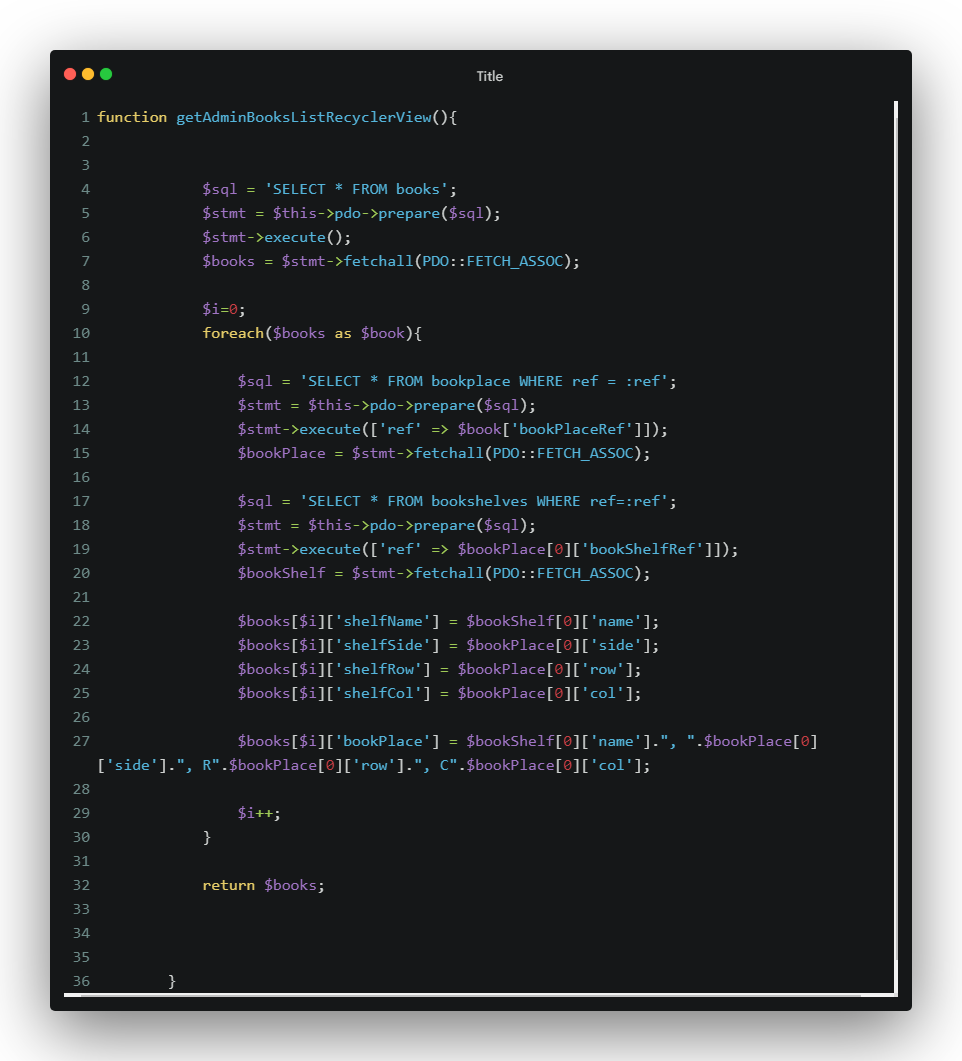 Title
1 function getAdminBooksListRecyclerView(){
2
3
4 $sql = 'SELECT * FROM books';
5 $stmt = $this->pdo->prepare($sql);
6 $stmt->execute();
7 $books = $stmt->fetchall(PDO::FETCH_ASSOC);
8
9 $i=0;
10 foreach($books as $book){
11
12 $sql = 'SELECT * FROM bookplace WHERE ref = :ref';
13 $stmt = $this->pdo->prepare($sql);
14 $stmt->execute(['ref' => $book['bookPlaceRef']]);
15 $bookPlace = $stmt->fetchall(PDO::FETCH_ASSOC);
16
17 $sql = 'SELECT * FROM bookshelves WHERE ref=:ref';
18 $stmt = $this->pdo->prepare($sql);
19 $stmt->execute(['ref' => $bookPlace[0]['bookShelfRef']]);
20 $bookShelf = $stmt->fetchall(PDO::FETCH_ASSOC);
21
22 $books[$i]['shelfName'] = $bookShelf[0]['name'];
23 $books[$i]['shelfSide'] = $bookPlace[0]['side'];
24 $books[$i]['shelfRow'] = $bookPlace[0]['row'];
25 $books[$i]['shelfCol'] = $bookPlace[0]['col'];
26
27 $books[$i]['bookPlace'] = $bookShelf[0]['name'].", ".$bookPlace[0]
['side'].", R".$bookPlace[0]['row'].", C".$bookPlace[0]['col'];
28
29 $i++;
30 }
31
32 return $books;
33
34
35
36 }